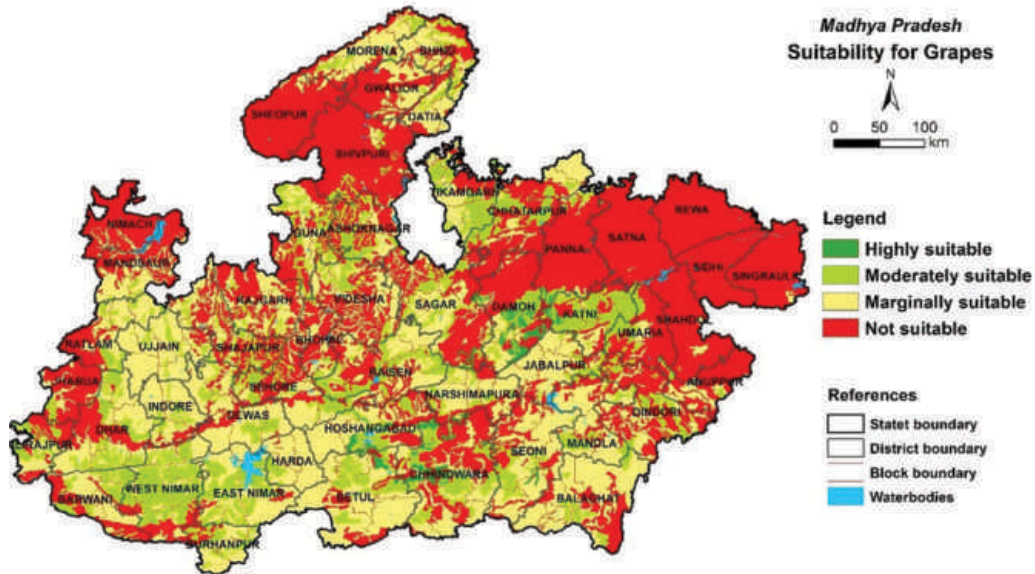 Madhya Pradesh
Suitability for Grapes
N
0 50 100
km
MORENA
BHIND
GWALIOR
SHEOPUR
DATIA
SHIVPURI
TIKAMGARH
CHHATARPUR
REWA
NIMACH
GUNA
ASHOKNAGAR
PANNA
SATNA
MANDSAUR
SIDHI
SINGRAULI
RAJGARH
VIDESHA
SAGAR
DAMOH
KATNI
SHAHDOL
UMARIA
RATLAM
UJJAIN
SHAJAPUR
BHOPAL
JABALPUR
JHABUA
RAISEN
ANUPPUR
SEHORE
NARSHIMAPURA
INDORE
DEWAS
DINDORI
DHAR
HOSHANGABAD
MANDLA
SEONI
HARDA
CHHINDWARA
WEST NIMAR
EAST NIMAR
BARWANI
BETUL
BALAGHAT
BURHANPUR
Legend
Highly suitable
Moderately suitable
Marginally suitable
Not suitable
References
Statet boundary
District boundary
Block boundary
Waterbodies